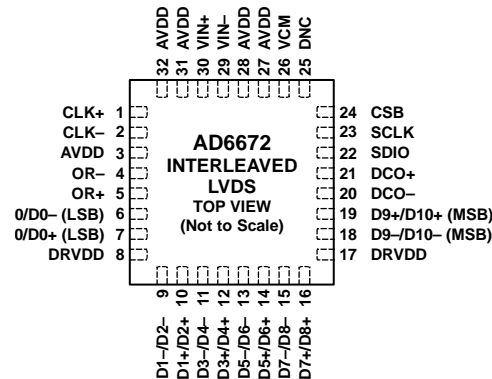 32 AVDD
31 AVDD
30 VIN+
29 VIN–
28 AVDD
27 AVDD
26 VCM
25 DNC
CLK+ 1
CLK– 2
AVDD 3
OR– 4
OR+ 5
0/D0– (LSB) 6
0/D0+ (LSB) 7
DRVDD 8
AD6672
INTERLEAVED
LVDS
TOP VIEW
(Not to Scale)
24 CSB
23 SCLK
22 SDIO
21 DCO+
20 DCO–
19 D9+/D10+ (MSB)
18 D9–/D10– (MSB)
17 DRVDD
D1–/D2– 9
D1+/D2+ 10
D3–/D4– 11
D3+/D4+ 12
D5–/D6– 13
D5+/D6+ 14
D7–/D8– 15
D7+/D8+ 16